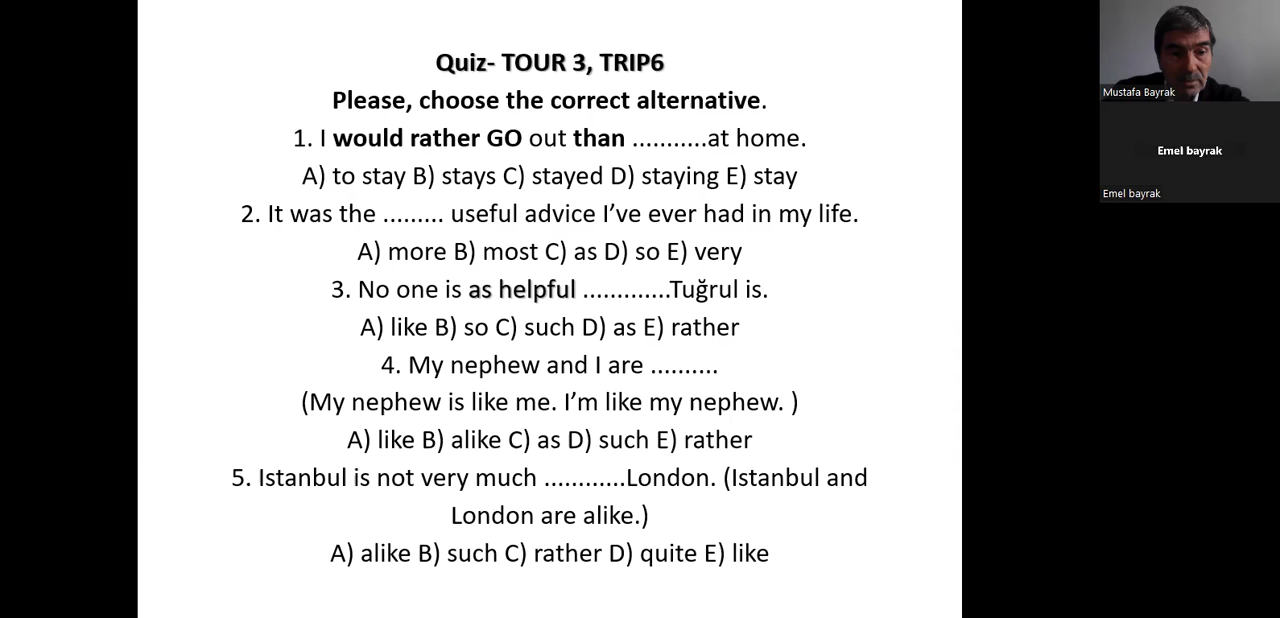 Quiz- TOUR 3, TRIP6
Please, choose the correct alternative.
1. I would rather GO out than ...........at home.
A) to stay B) stays C) stayed D) staying E) stay
2. It was the ......... useful advice I’ve ever had in my life.
A) more B) most C) as D) so E) very
3. No one is as helpful .............Tuğrul is.
A) like B) so C) such D) as E) rather
4. My nephew and I are ..........
(My nephew is like me. I’m like my nephew. )
A) like B) alike C) as D) such E) rather
5. Istanbul is not very much ............London. (Istanbul and
London are alike.)
A) alike B) such C) rather D) quite E) like
Mustafa Bayrak
Emel bayrak
Emel bayrak